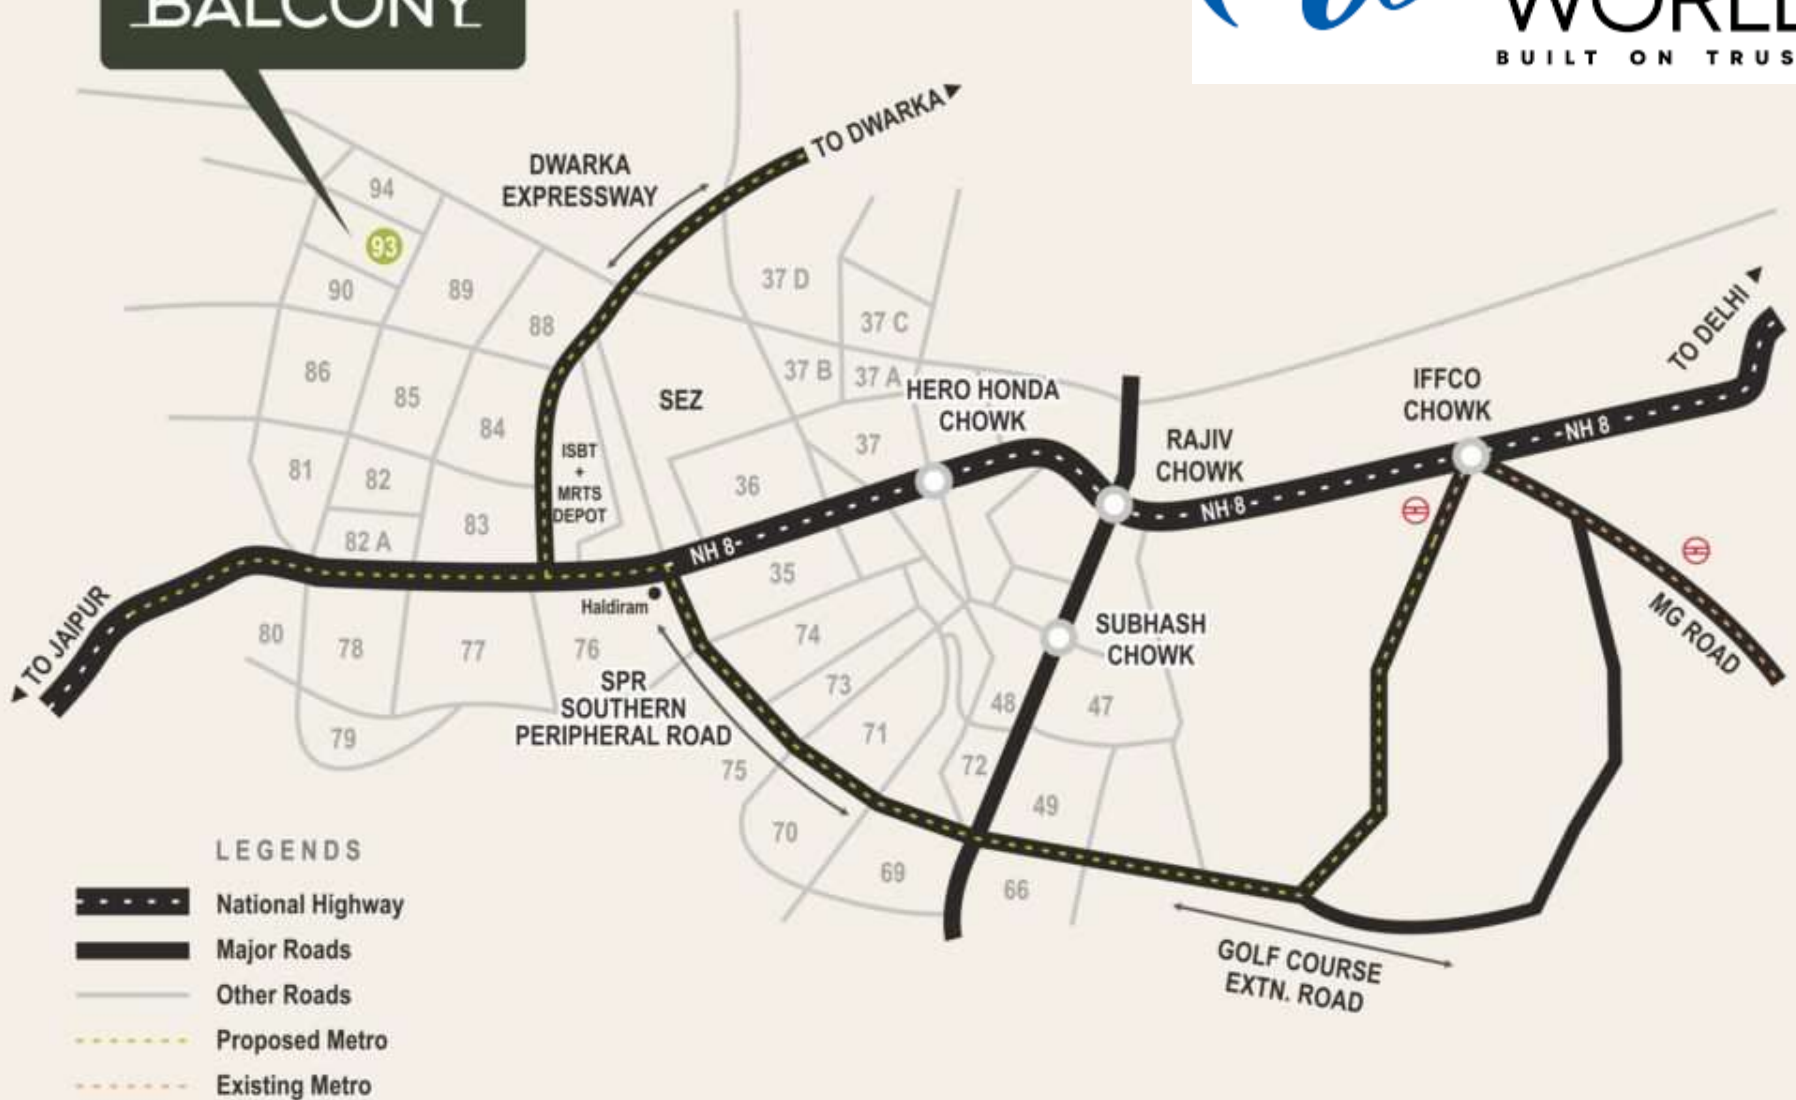 BALCONY
BUILT ON TRUS
TO DWARKA
DWARKA
EXPRESSWAY
94
93
90
89
88
37 D
37 C
37 B
37 A
86
85
84
SEZ
HERO HONDA
CHOWK
RAJIV
CHOWK
IFFCO
CHOWK
TO DELHI
NH 8
NH 8
NH 8
37
36
81
82
82 A
83
ISBT
+
MRTS
DEPOT
35
Haldiram
TO JAIPUR
80
78
77
76
74
73
71
SPR
SOUTHERN
PERIPHERAL ROAD
SUBHASH
CHOWK
MG ROAD
48
47
79
75
72
49
70
69
66
GOLF COURSE
EXTN. ROAD
LEGENDS
National Highway
Major Roads
Other Roads
Proposed Metro
Existing Metro